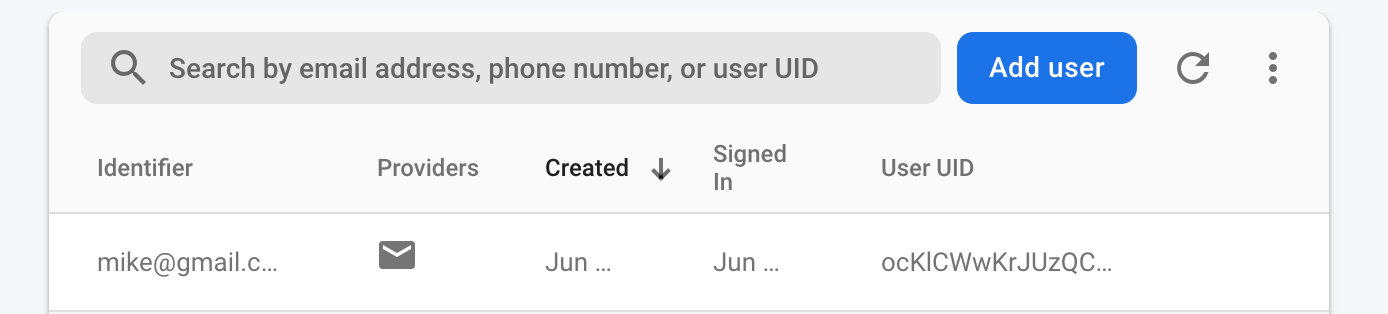 Search by email address, phone number, or user UID
Add user
Identifier
Providers
Created
Signed
In
User UID
mike@gmail.c...
Jun ...
Jun ...
ocKlCWwKrJUzQC...